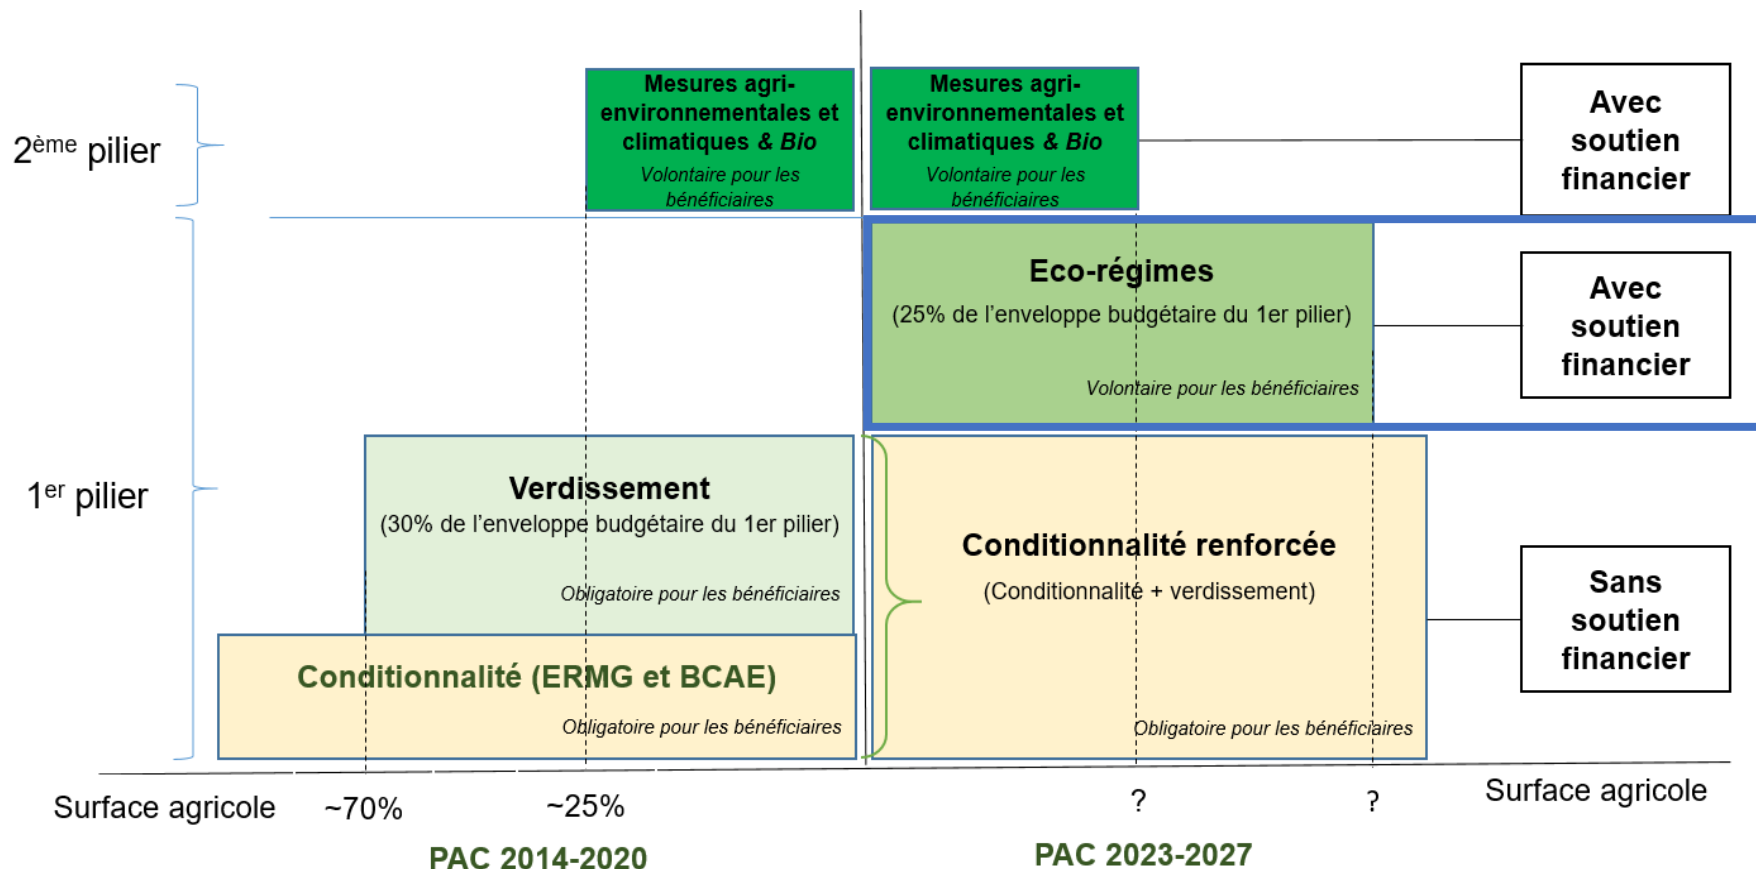 2ème pilier
Mesures agri-
environnementales et
climatiques & Bio
Volontaire pour les
bénéficiaires
Mesures agri-
environnementales et
climatiques & Bio
Volontaire pour les
bénéficiaires
Avec
soutien
financier
Eco-régimes
(25% de l’enveloppe budgétaire du 1er pilier)
Volontaire pour les bénéficiaires
Avec
soutien
financier
1er pilier
Verdissement
(30% de l’enveloppe budgétaire du 1er pilier)
Obligatoire pour les bénéficiaires
Conditionnalité (ERMG et BCAE)
Obligatoire pour les bénéficiaires
Conditionnalité renforcée
(Conditionnalité + verdissement)
Obligatoire pour les bénéficiaires
Sans
soutien
financier
Surface agricole
~70%
~25%
?
?
Surface agricole
PAC 2014-2020
PAC 2023-2027